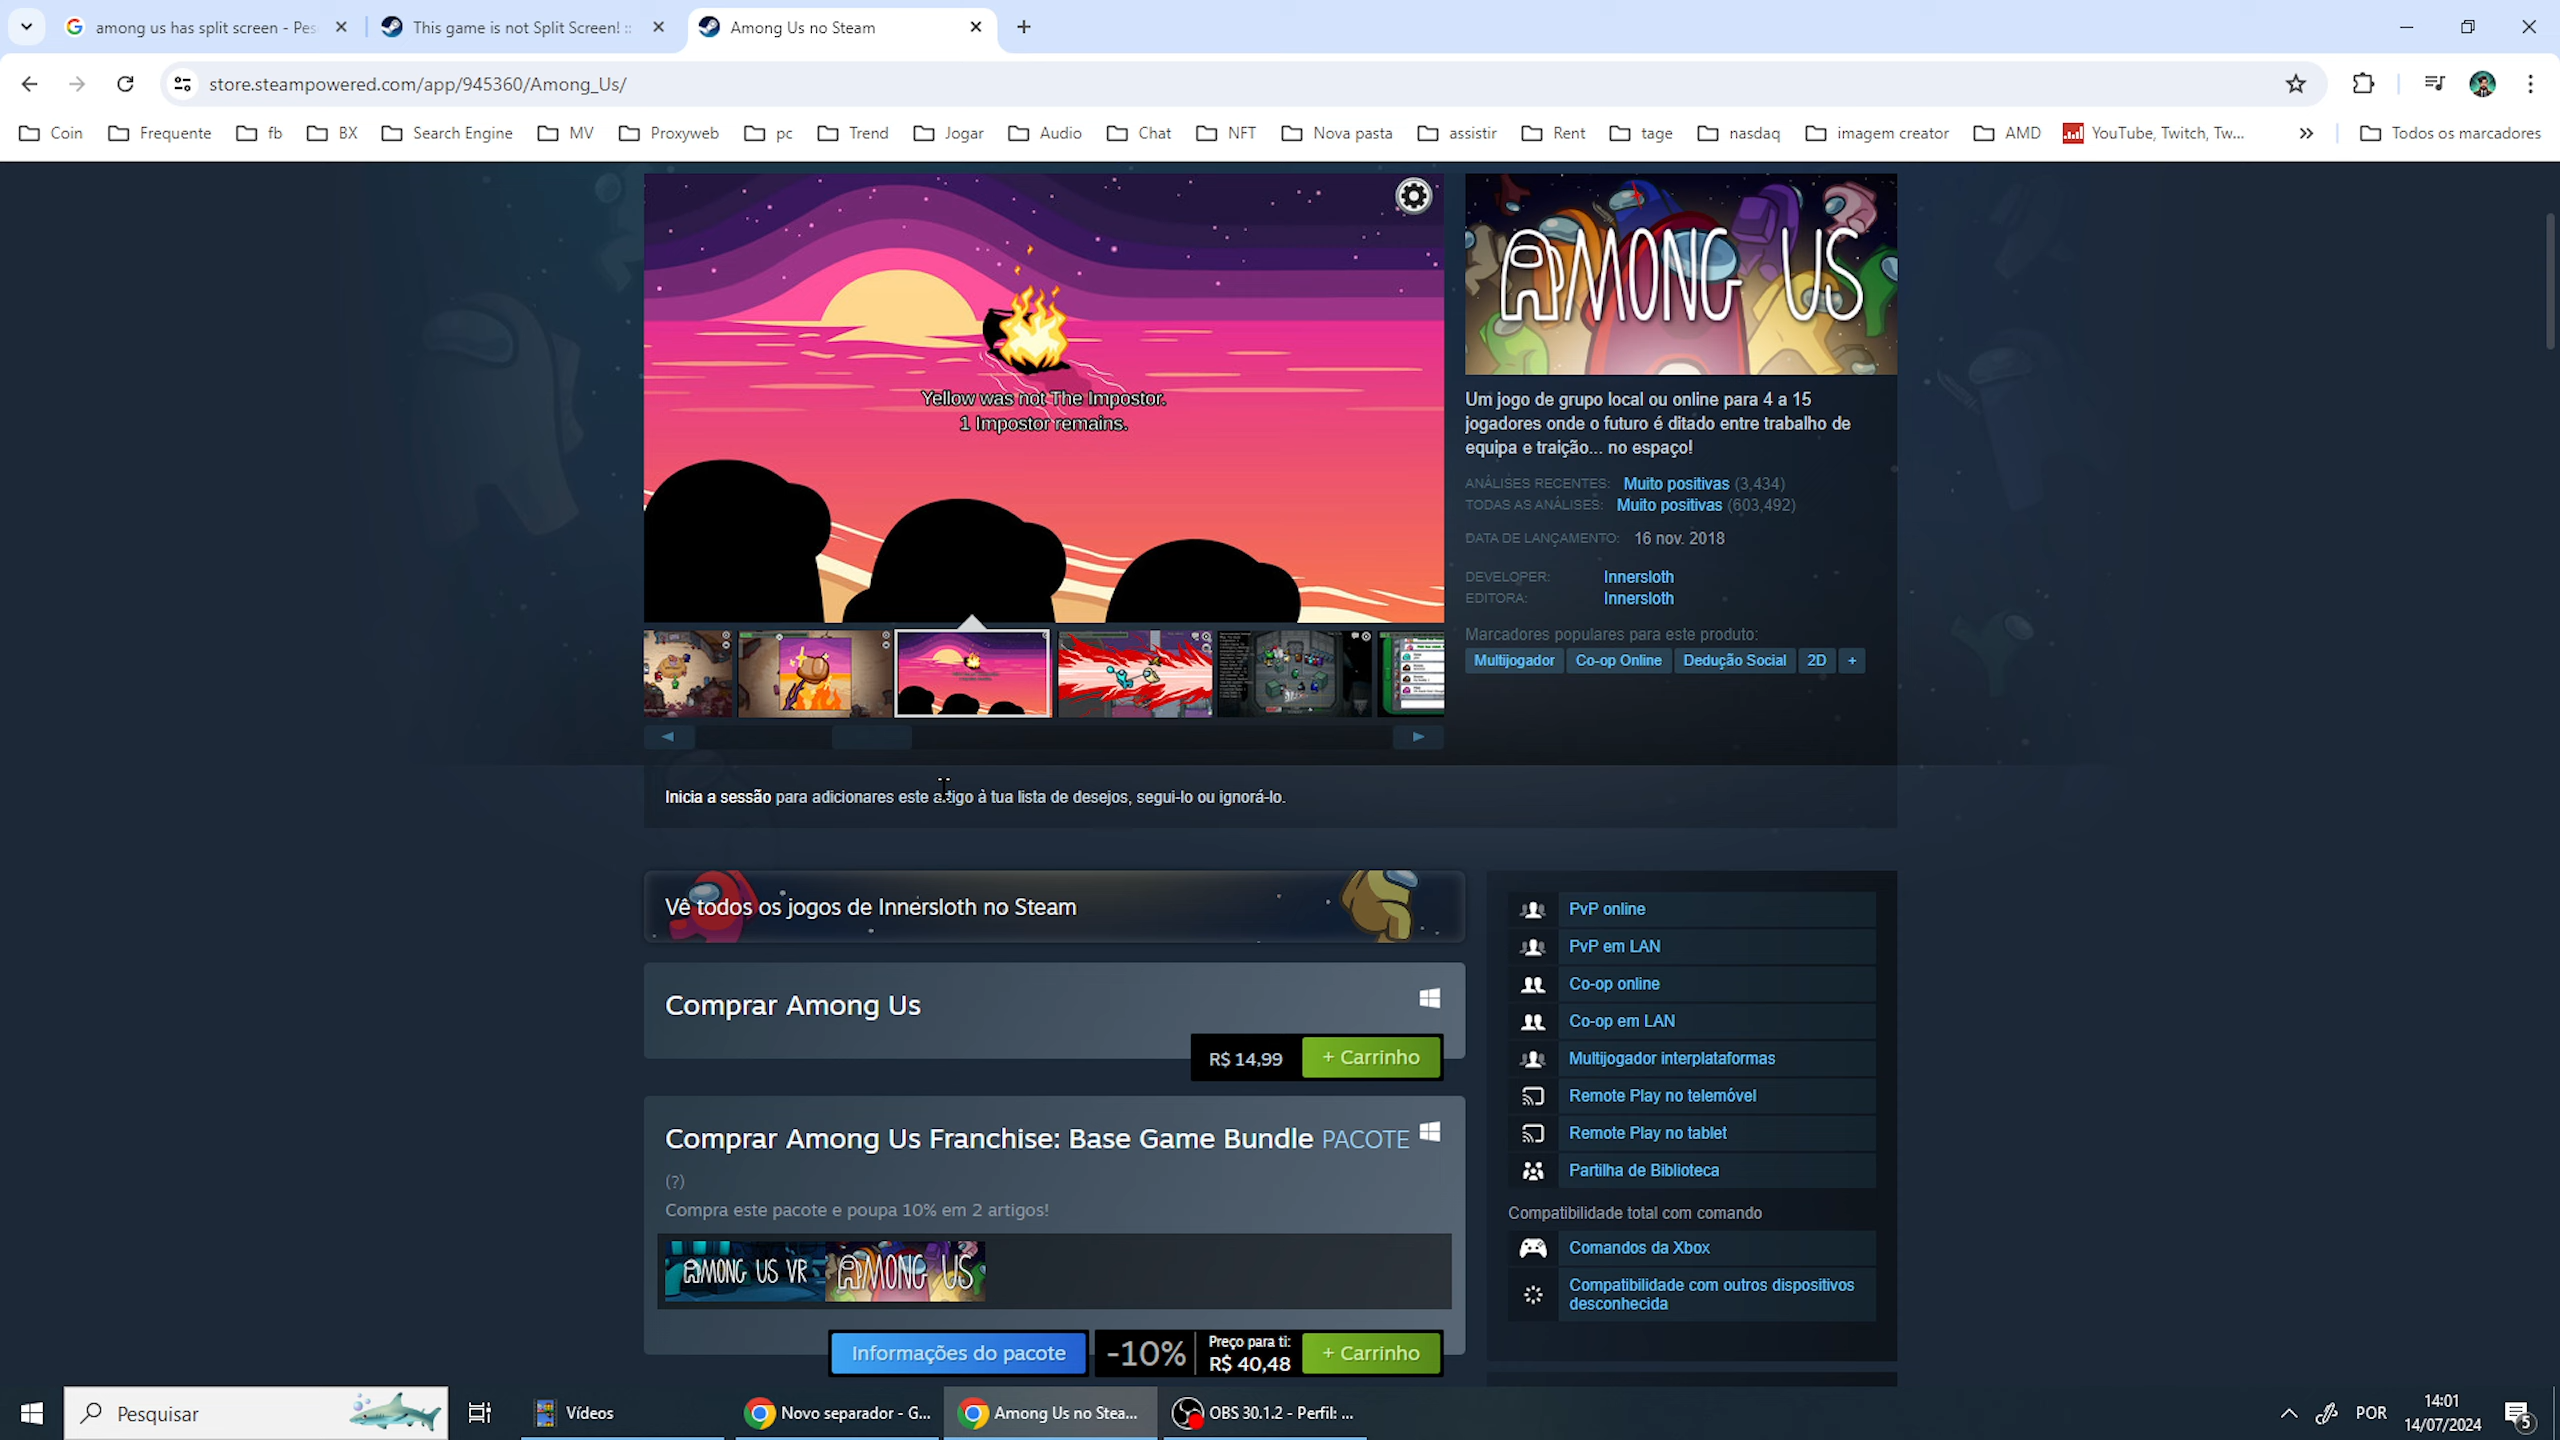 among us has split screen - Pes
This game is not Split Screen! ::
Among Us no Steam
store.steampowered.com/app/945360/Among_Us/
Coin
Frequente
fb
BX
Search Engine
MV
Proxyweb
pc
Trend
Jogar
Audio
Chat
NFT
Nova pasta
assistir
Rent
tage
nasdaq
imagem creator
AMD
YouTube, Twitch, Tw...
Todos os marcadores
Yellow was not The Impostor.
1 Impostor remains.
AMONG US
Um jogo de grupo local ou online para 4 a 15
jogadores onde o futuro é ditado entre trabalho de
equipa e traição... no espaço!
ANÁLISES RECENTES: Muito positivas (3,434)
TODAS AS ANÁLISES: Muito positivas (603,492)
DATA DE LANÇAMENTO: 16 nov. 2018
DEVELOPER: Innersloth
EDITORA: Innersloth
Marcadores populares para este produto:
Multijogador Co-op Online Dedução Social 2D +
Inicia a sessão para adicionares este artigo à tua lista de desejos, segui-lo ou ignorá-lo.
Vê todos os jogos de Innersloth no Steam
Comprar Among Us
R$ 14,99 + Carrinho
Comprar Among Us Franchise: Base Game Bundle PACOTE
(?)
Compra este pacote e poupa 10% em 2 artigos!
AMONG US VR AMONG US
Informações do pacote
-10%
Preço para ti:
R$ 40,48
+ Carrinho
PvP online
PvP em LAN
Co-op online
Co-op em LAN
Multijogador interplataformas
Remote Play no telemóvel
Remote Play no tablet
Partilha de Biblioteca
Compatibilidade total com comando
Comandos da Xbox
Compatibilidade com outros dispositivos
desconhecida
Pesquisar
Vídeos
Novo separador - G...
Among Us no Stea...
OBS 30.1.2 - Perfil: ...
POR
14:01
14/07/2024
5